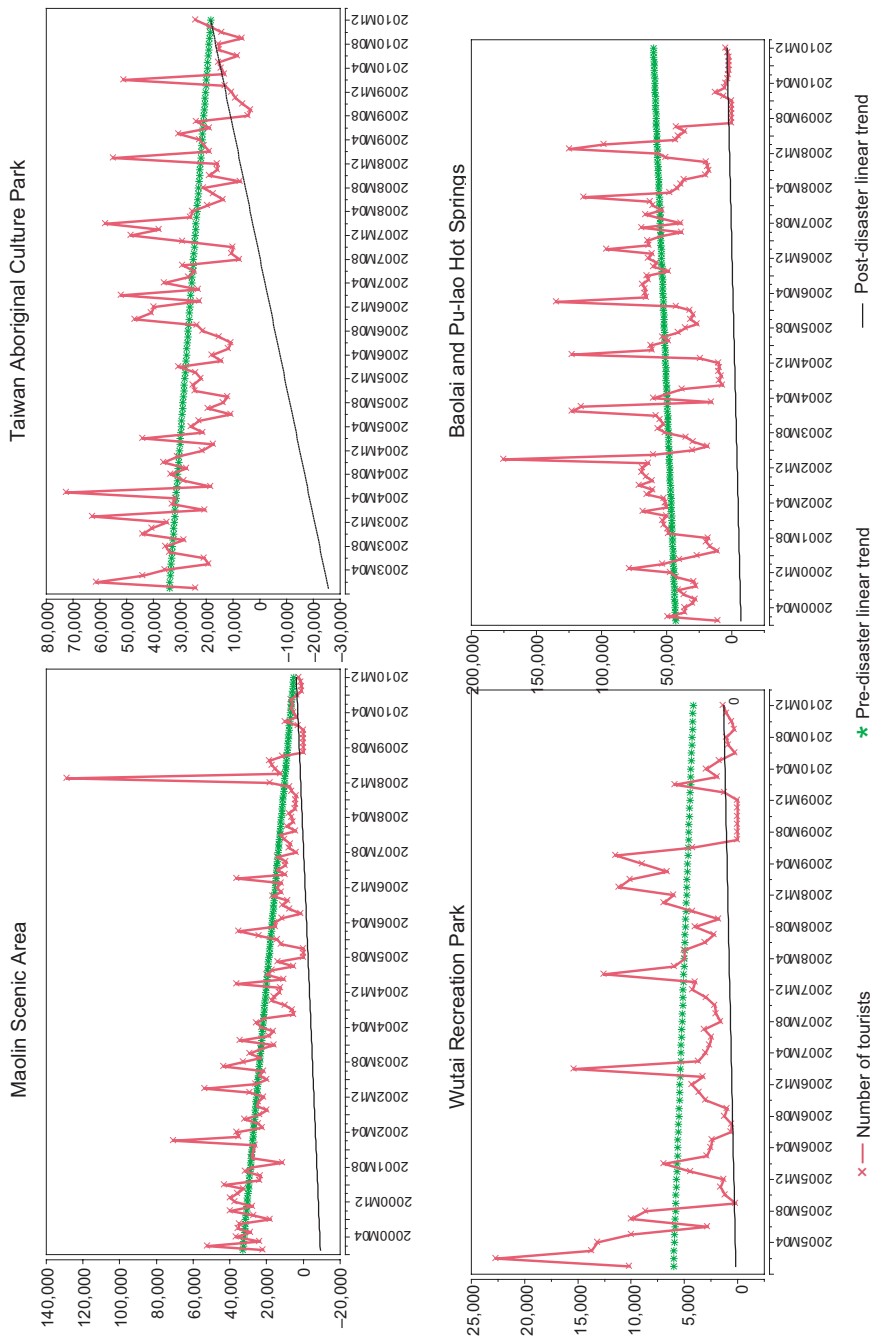 Maolin Scenic Area
140,000
120,000
100,000
80,000
60,000
40,000
20,000
0
−20,000
2000M04
2000M12
2001M08
2002M04
2002M12
2003M08
2004M04
2004M12
2005M08
2006M04
2006M12
2007M08
2008M04
2008M12
2009M08
2010M04
2010M12
Taiwan Aboriginal Culture Park
80,000
70,000
60,000
50,000
40,000
30,000
20,000
10,000
0
−10,000
−20,000
−30,000
2003M04
2003M08
2003M12
2004M04
2004M08
2004M12
2005M04
2005M08
2005M12
2006M04
2006M08
2006M12
2007M04
2007M08
2007M12
2008M04
2008M08
2008M12
2009M04
2009M08
2009M12
2010M04
2010M08
2010M12
Wutai Recreation Park
25,000
20,000
15,000
10,000
5,000
0
2005M04
2005M08
2005M12
2006M04
2006M08
2006M12
2007M04
2007M08
2007M12
2008M04
2008M08
2008M12
2009M04
2009M08
2009M12
2010M04
2010M08
2010M12
0
Baolai and Pu-lao Hot Springs
200,000
150,000
100,000
50,000
0
2000M04
2000M12
2001M08
2002M04
2002M12
2003M08
2004M04
2004M12
2005M08
2006M04
2006M12
2007M08
2008M04
2008M12
2009M08
2010M04
2010M12
Number of tourists
Pre-disaster linear trend
Post-disaster linear trend